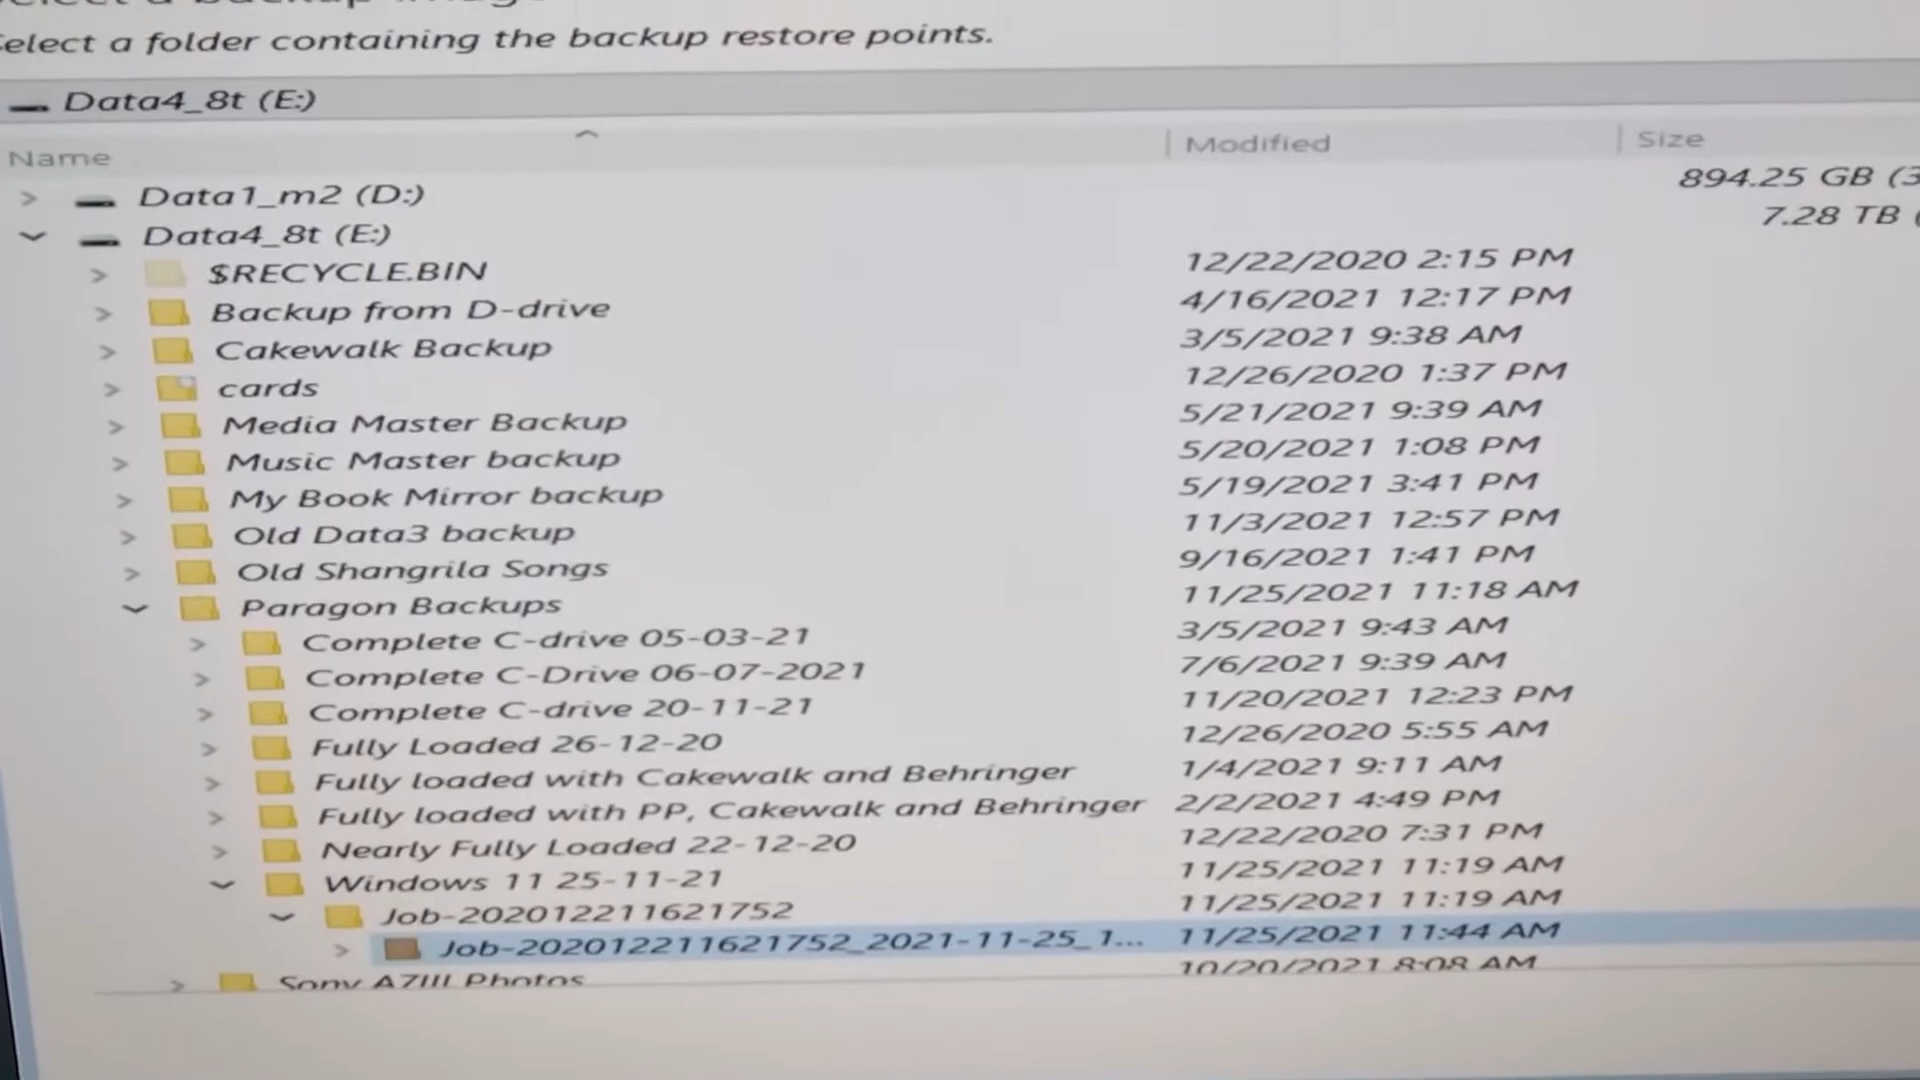 Select a backup image
Select a folder containing the backup restore points.
Data4_8t (E:)
Name Modified Size
Data1_m2 (D:) 894.25 GB (3
Data4_8t (E:) 7.28 TB (
$RECYCLE.BIN 12/22/2020 2:15 PM
Backup from D-drive 4/16/2021 12:17 PM
Cakewalk Backup 3/5/2021 9:38 AM
cards 12/26/2020 1:37 PM
Media Master Backup 5/21/2021 9:39 AM
Music Master backup 5/20/2021 1:08 PM
My Book Mirror backup 5/19/2021 3:41 PM
Old Data3 backup 11/3/2021 12:57 PM
Old Shangrila Songs 9/16/2021 1:41 PM
Paragon Backups 11/25/2021 11:18 AM
Complete C-drive 05-03-21 3/5/2021 9:43 AM
Complete C-Drive 06-07-2021 7/6/2021 9:39 AM
Complete C-drive 20-11-21 11/20/2021 12:23 PM
Fully Loaded 26-12-20 12/26/2020 5:55 AM
Fully loaded with Cakewalk and Behringer 1/4/2021 9:11 AM
Fully loaded with PP, Cakewalk and Behringer 2/2/2021 4:49 PM
Nearly Fully Loaded 22-12-20 12/22/2020 7:31 PM
Windows 11 25-11-21 11/25/2021 11:19 AM
Job-202012211621752 11/25/2021 11:19 AM
Job-202012211621752_2021-11-25_1... 11/25/2021 11:44 AM
Sony A7III Photos 10/20/2021 8:08 AM